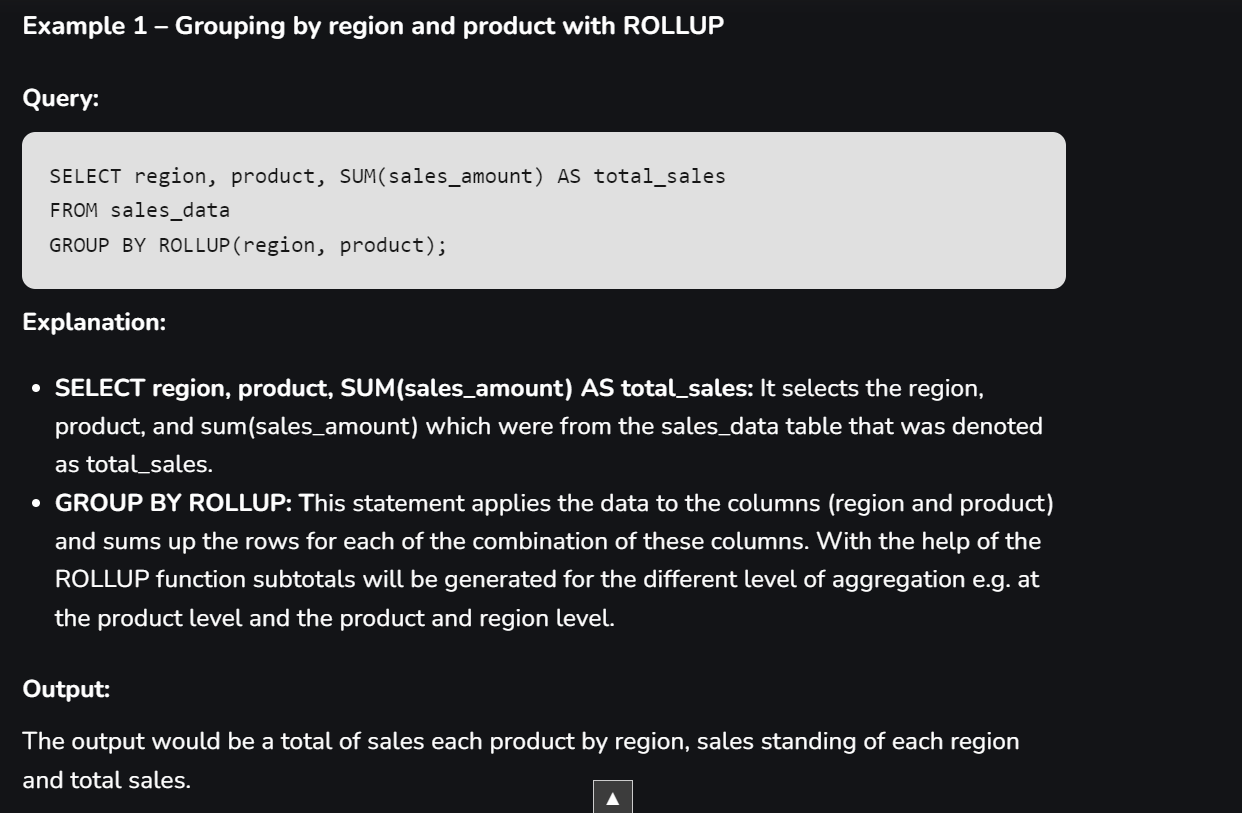 Example 1 – Grouping by region and product with ROLLUP
Query:
SELECT region, product, SUM(sales_amount) AS total_sales
FROM sales_data
GROUP BY ROLLUP(region, product);
Explanation:
• SELECT region, product, SUM(sales_amount) AS total_sales: It selects the region,
product, and sum(sales_amount) which were from the sales_data table that was denoted
as total_sales.
• GROUP BY ROLLUP: This statement applies the data to the columns (region and product)
and sums up the rows for each of the combination of these columns. With the help of the
ROLLUP function subtotals will be generated for the different level of aggregation e.g. at
the product level and the product and region level.
Output:
The output would be a total of sales each product by region, sales standing of each region
and total sales.